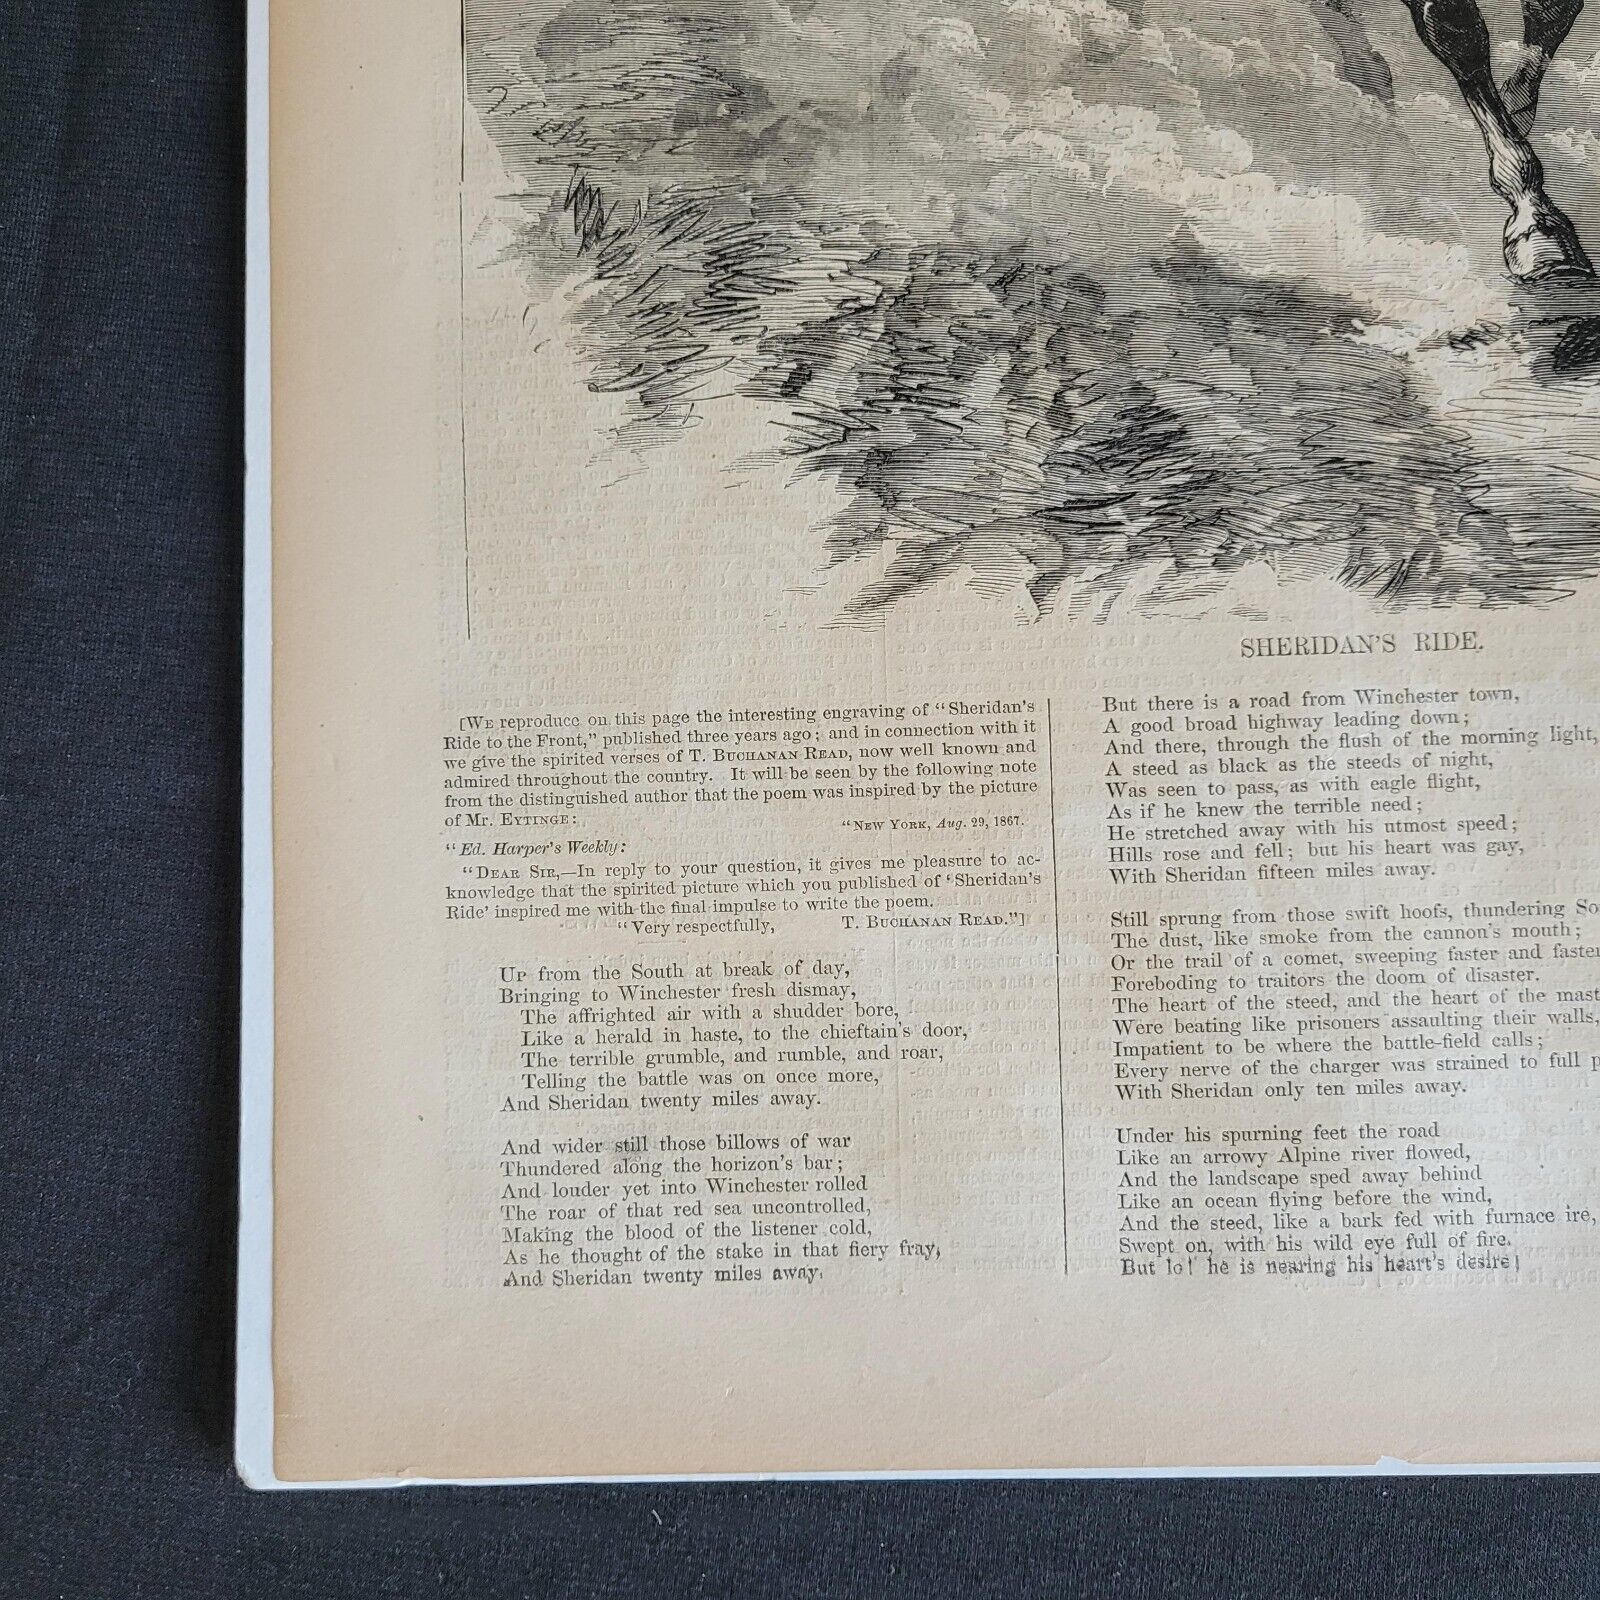 SHERIDAN'S RIDE.
[WE reproduce on this page the interesting engraving of "Sheridan's
Ride to the Front," published three years ago; and in connection with it
we give the spirited verses of T. BUCHANAN READ, now well known and
admired throughout the country. It will be seen by the following note
from the distinguished author that the poem was inspired by the picture
of Mr. EYTINGE:
"NEW YORK, Aug. 29, 1867.
"Ed. Harper's Weekly:
"DEAR SIR,—In reply to your question, it gives me pleasure to ac-
knowledge that the spirited picture which you published of 'Sheridan's
Ride' inspired me with the final impulse to write the poem.
"Very respectfully, T. BUCHANAN READ."]
UP from the South at break of day,
Bringing to Winchester fresh dismay,
The affrighted air with a shudder bore,
Like a herald in haste, to the chieftain's door,
The terrible grumble, and rumble, and roar,
Telling the battle was on once more,
And Sheridan twenty miles away.
And wider still those billows of war
Thundered along the horizon's bar;
And louder yet into Winchester rolled
The roar of that red sea uncontrolled,
Making the blood of the listener cold,
As he thought of the stake in that fiery fray,
And Sheridan twenty miles away.
But there is a road from Winchester town,
A good broad highway leading down;
And there, through the flush of the morning light,
A steed as black as the steeds of night,
Was seen to pass, as with eagle flight,
As if he knew the terrible need;
He stretched away with his utmost speed;
Hills rose and fell; but his heart was gay,
With Sheridan fifteen miles away.
Still sprung from those swift hoofs, thundering So
The dust, like smoke from the cannon's mouth;
Or the trail of a comet, sweeping faster and faster
Foreboding to traitors the doom of disaster.
The heart of the steed, and the heart of the mast
Were beating like prisoners assaulting their walls,
Impatient to be where the battle-field calls;
Every nerve of the charger was strained to full p
With Sheridan only ten miles away.
Under his spurning feet the road
Like an arrowy Alpine river flowed,
And the landscape sped away behind
Like an ocean flying before the wind,
And the steed, like a bark fed with furnace ire,
Swept on, with his wild eye full of fire.
But lo! he is nearing his heart's desire!